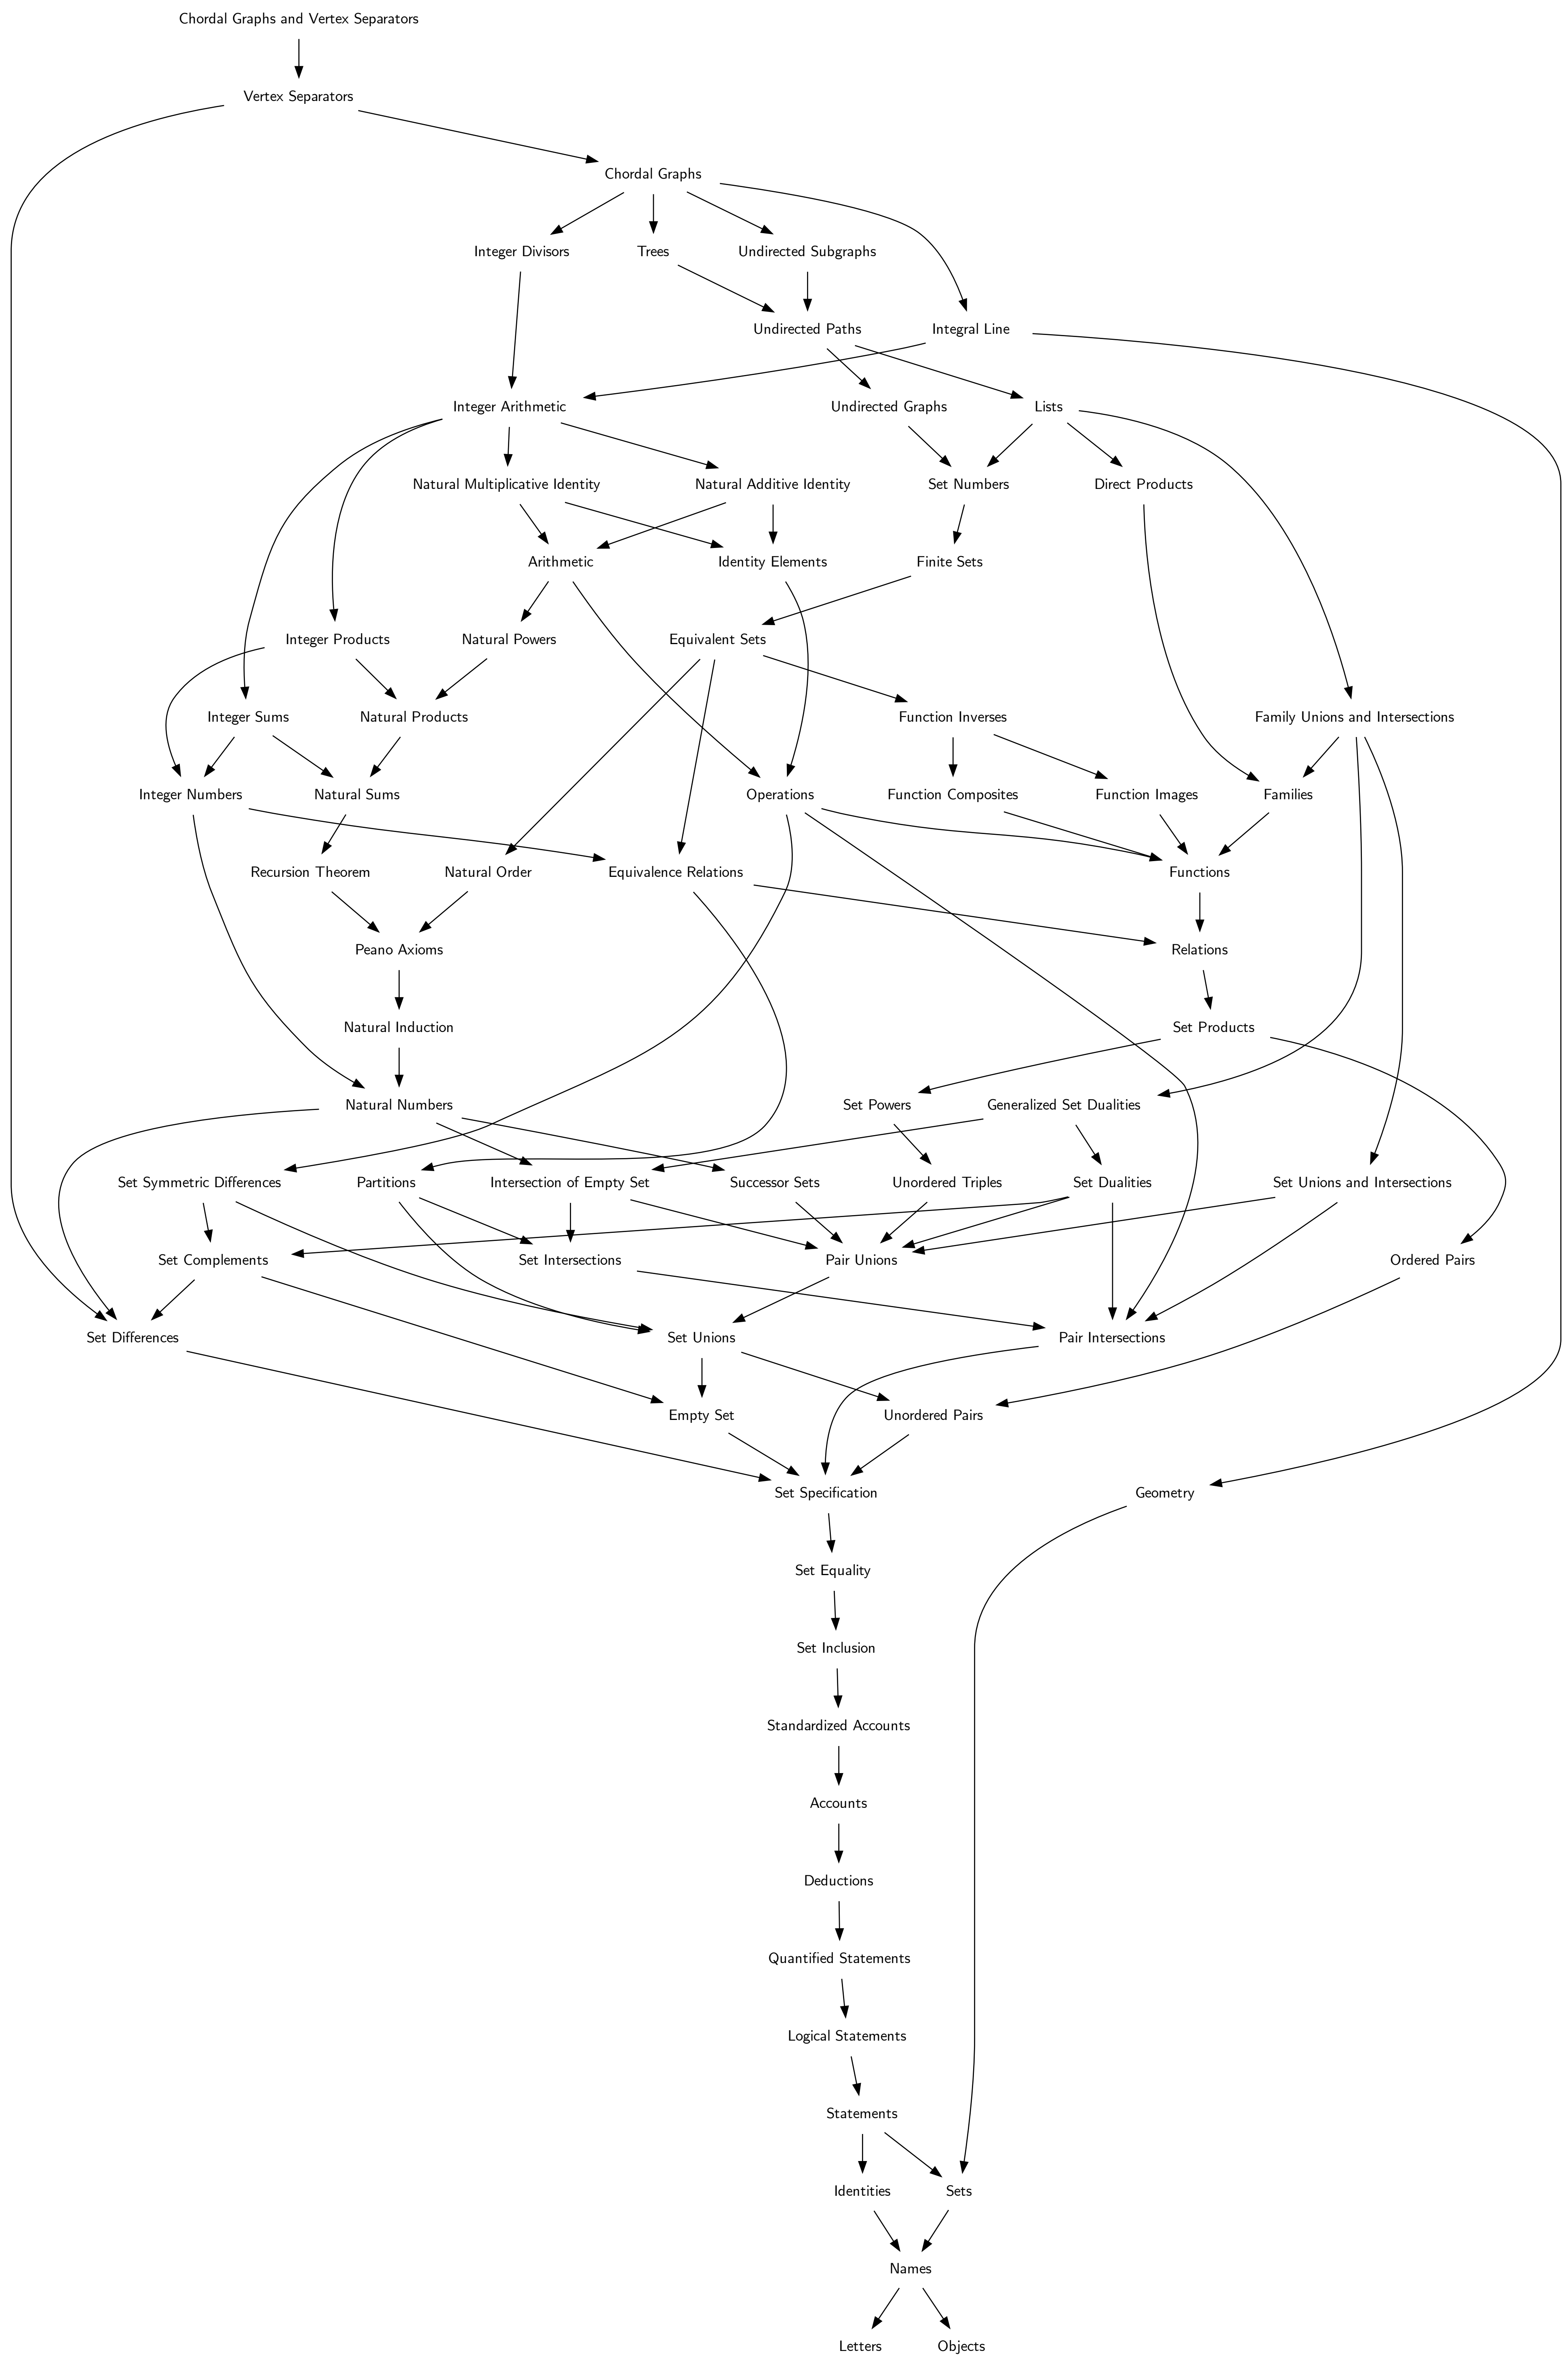 Chordal Graphs and Vertex Separators
Vertex Separators
Chordal Graphs
Integer Divisors
Trees
Undirected Subgraphs
Undirected Paths
Integral Line
Integer Arithmetic
Undirected Graphs
Lists
Natural Multiplicative Identity
Natural Additive Identity
Set Numbers
Direct Products
Arithmetic
Identity Elements
Finite Sets
Integer Products
Natural Powers
Equivalent Sets
Integer Sums
Natural Products
Function Inverses
Family Unions and Intersections
Integer Numbers
Natural Sums
Operations
Function Composites
Function Images
Families
Recursion Theorem
Natural Order
Equivalence Relations
Functions
Peano Axioms
Relations
Natural Induction
Set Products
Natural Numbers
Set Powers
Generalized Set Dualities
Set Symmetric Differences
Partitions
Intersection of Empty Set
Successor Sets
Unordered Triples
Set Dualities
Set Unions and Intersections
Set Complements
Set Intersections
Pair Unions
Ordered Pairs
Set Differences
Set Unions
Pair Intersections
Empty Set
Unordered Pairs
Set Specification
Geometry
Set Equality
Set Inclusion
Standardized Accounts
Accounts
Deductions
Quantified Statements
Logical Statements
Statements
Identities
Sets
Names
Letters
Objects